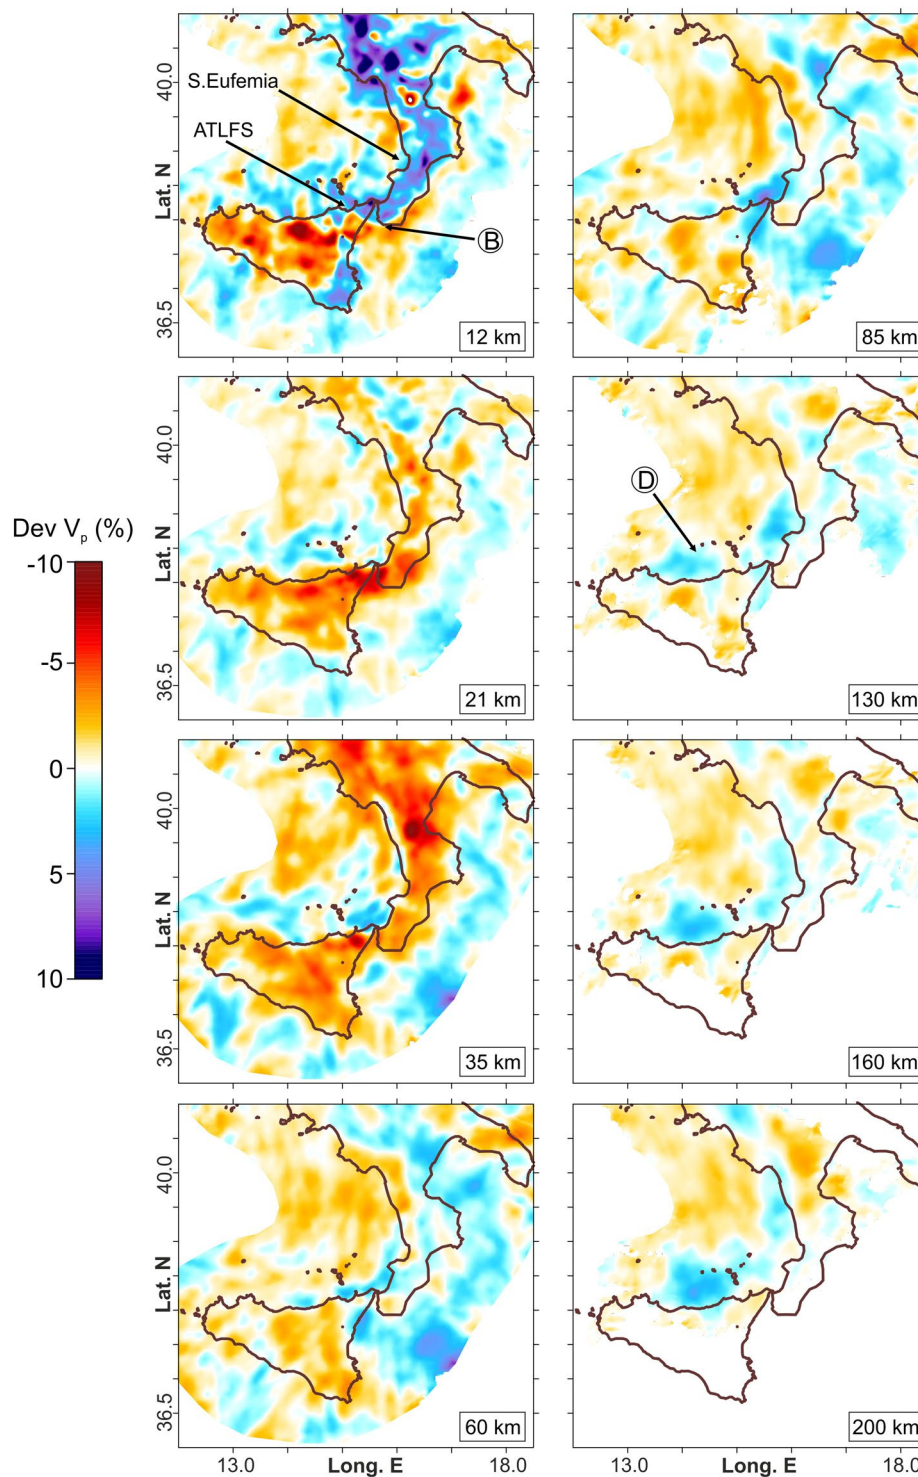 40.0
S.Eufemia
ATLFS
Lat. N
B
36.5
12 km
85 km
40.0
D
Dev Vp (%)
Lat. N
-10
-5
0
5
10
36.5
21 km
130 km
40.0
Lat. N
36.5
35 km
160 km
40.0
Lat. N
36.5
60 km
200 km
13.0 Long. E 18.0
13.0 Long. E 18.0